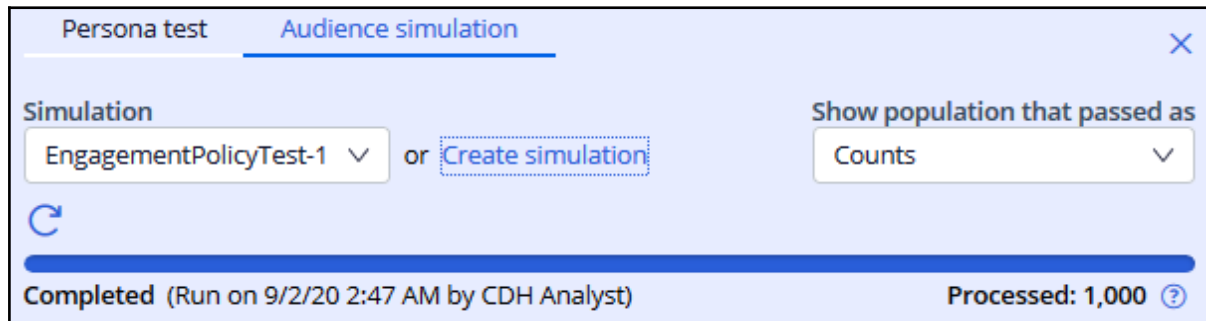 Persona test Audience simulation
Simulation Show population that passed as
EngagementPolicyTest-1 or Create simulation Counts
Completed (Run on 9/2/20 2:47 AM by CDH Analyst) Processed: 1,000 ?